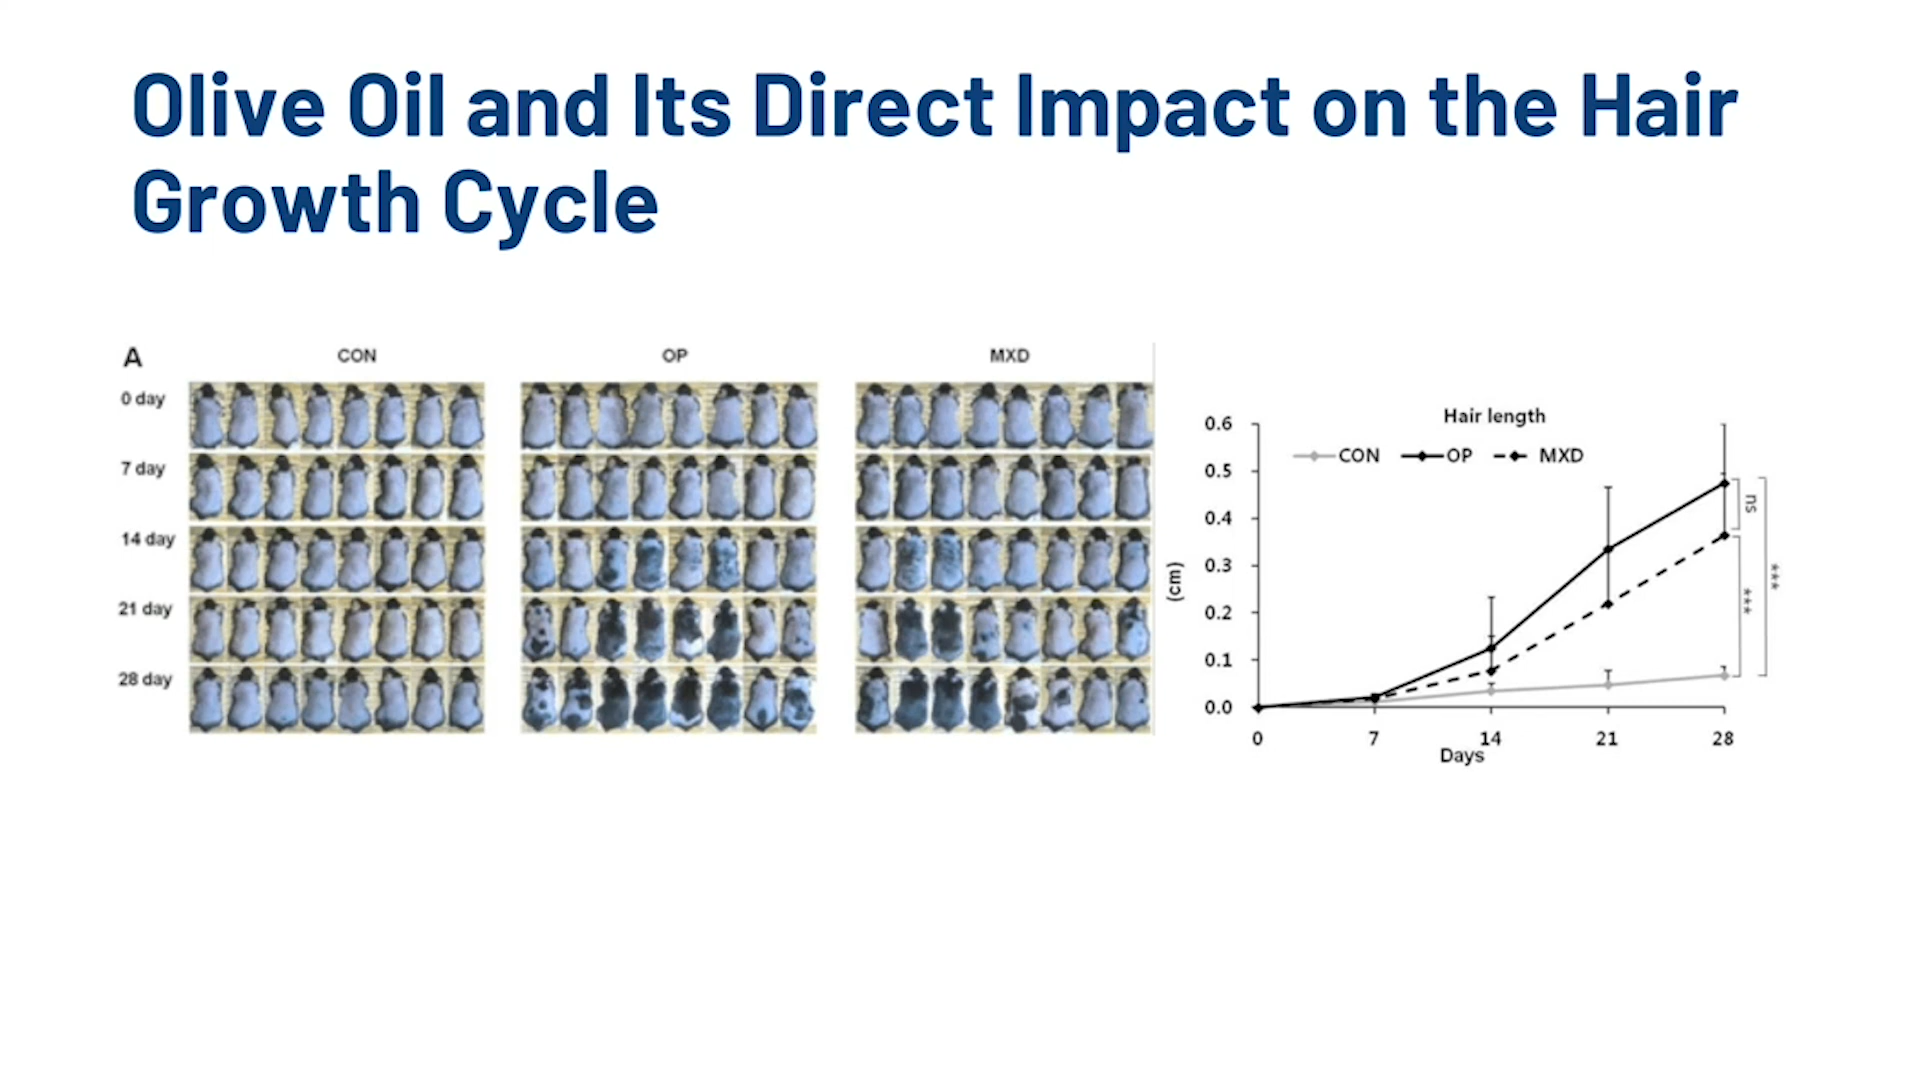 Olive Oil and Its Direct Impact on the Hair
Growth Cycle
A
CON
OP
MXD
0 day
7 day
14 day
21 day
28 day
Hair length
CON
OP
MXD
0.6
0.5
0.4
0.3
0.2
0.1
0.0
(cm)
0
7
14
21
28
Days
ns
***
***